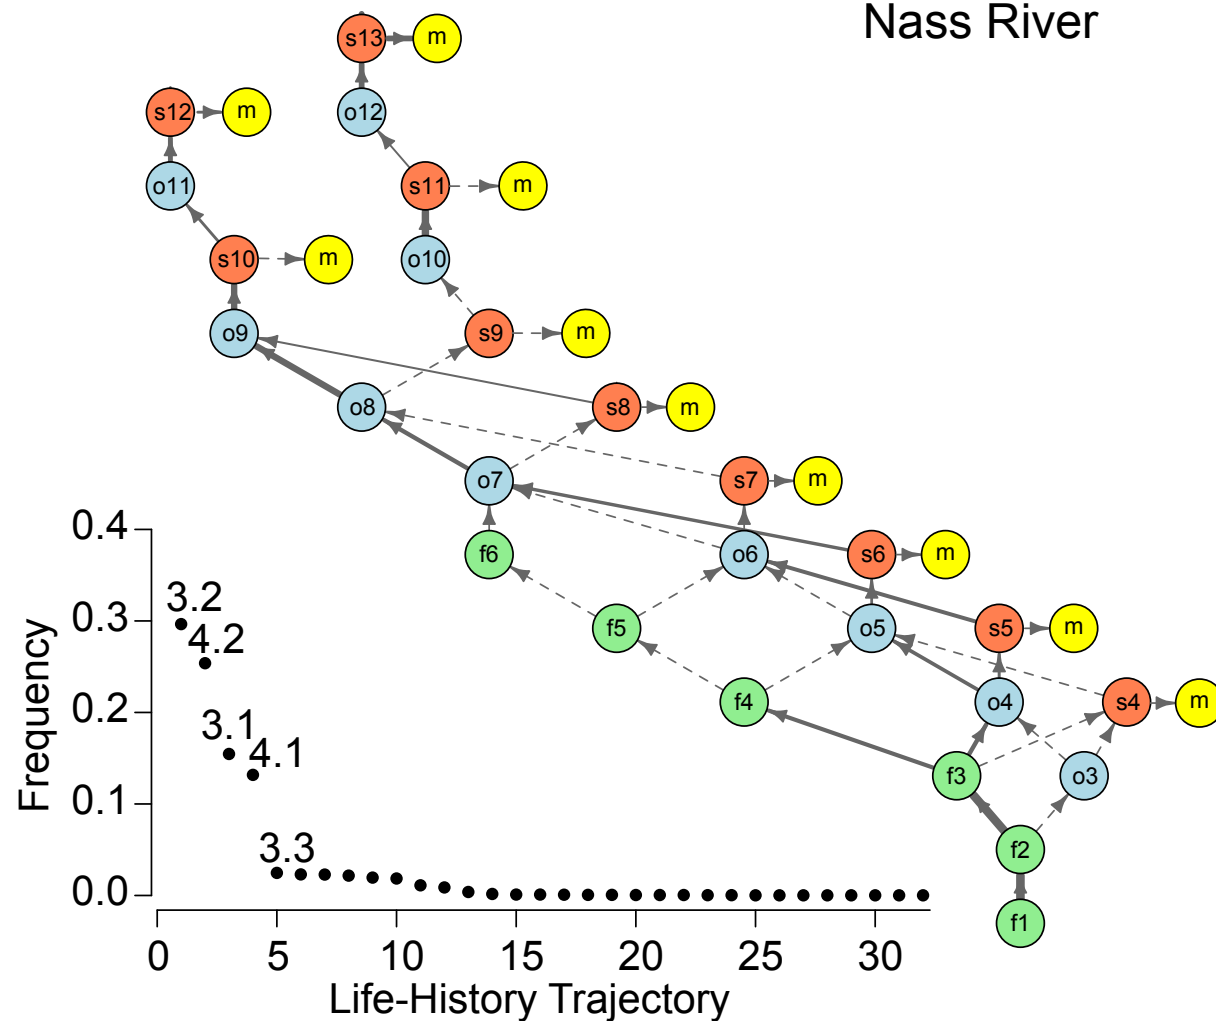 Nass River
s13 m
s12 m o12
o11 s11 m
s10 m o10
o9 s9 m
o8 s8 m
o7 s7 m
0.4
f6 o6 s6 m
3.2
0.3
4.2
f5 o5 s5 m
0.2
3.1
4.1
f4 o4 s4 m
f3 o3
0.1
3.3
f2
0.0
f1
Frequency
0 5 10 15 20 25 30
Life-History Trajectory